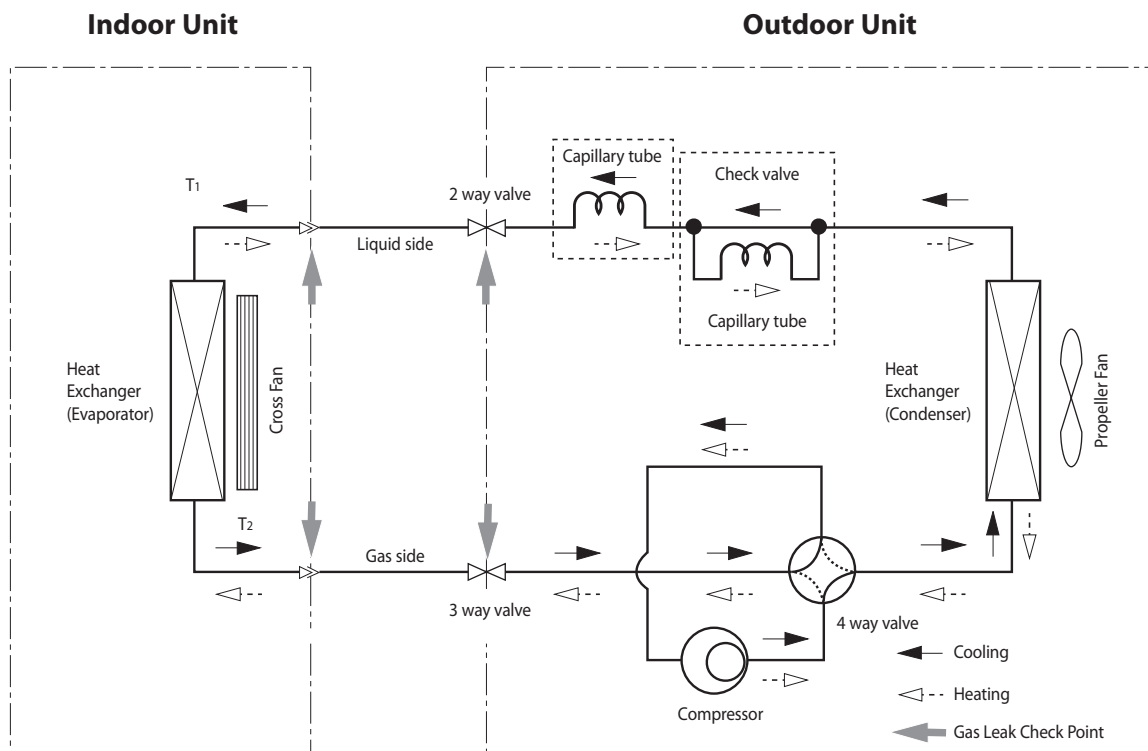 Indoor Unit
Outdoor Unit
Capillary tube
Check valve
T1
2 way valve
Liquid side
Capillary tube
Heat
Exchanger
(Evaporator)
Cross Fan
Heat
Exchanger
(Condenser)
Propeller Fan
T2
Gas side
3 way valve
4 way valve
Compressor
Cooling
Heating
Gas Leak Check Point